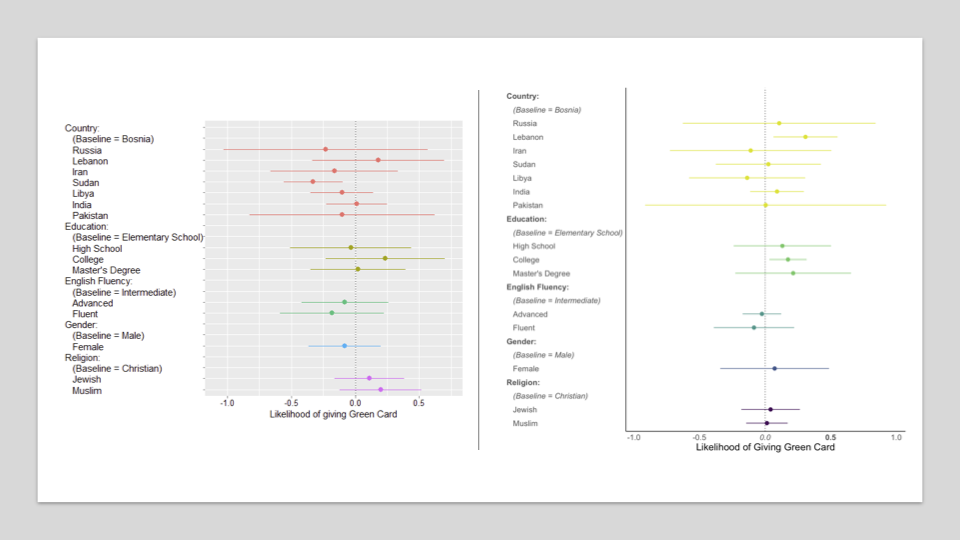 Country:
(Baseline = Bosnia)
Russia
Lebanon
Iran
Sudan
Libya
India
Pakistan
Education:
(Baseline = Elementary School)
High School
College
Master's Degree
English Fluency:
(Baseline = Intermediate)
Advanced
Fluent
Gender:
(Baseline = Male)
Female
Religion:
(Baseline = Christian)
Jewish
Muslim
-1.0 -0.5 0.0 0.5
Likelihood of giving Green Card
Country:
(Baseline = Bosnia)
Russia
Lebanon
Iran
Sudan
Libya
India
Pakistan
Education:
(Baseline = Elementary School)
High School
College
Master's Degree
English Fluency:
(Baseline = Intermediate)
Advanced
Fluent
Gender:
(Baseline = Male)
Female
Religion:
(Baseline = Christian)
Jewish
Muslim
-1.0 -0.5 0.0 0.5 1.0
Likelihood of Giving Green Card